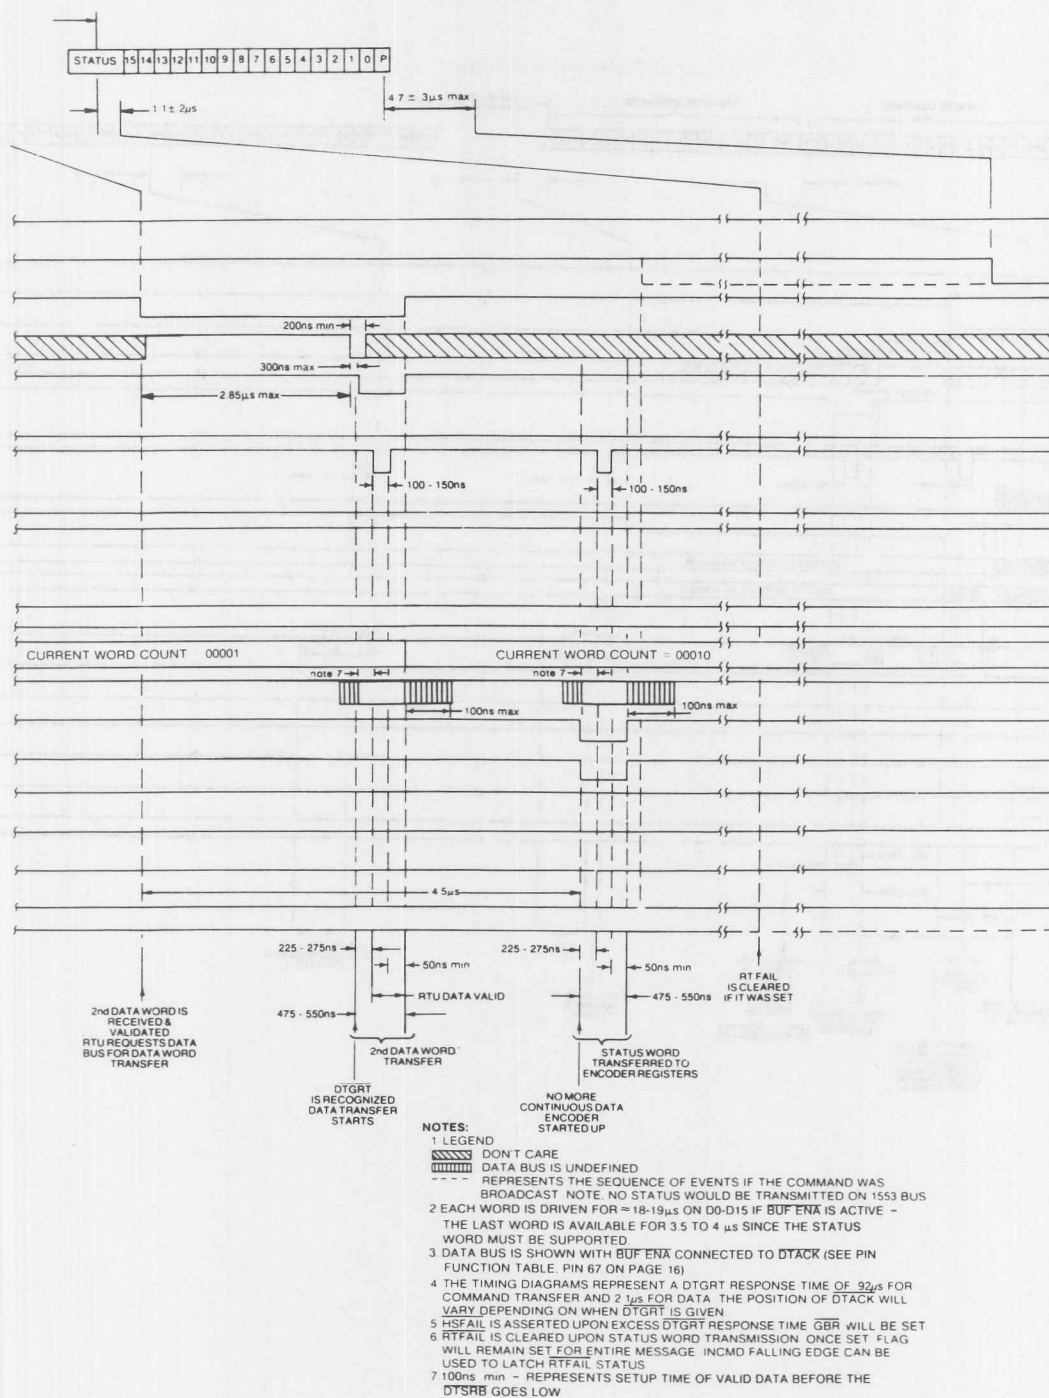 STATUS 15 14 13 12 11 10 9 8 7 6 5 4 3 2 1 0 P
1.1 ± 2µs
4.7 ± 3µs max
200ns min
300ns max
2.85µs max
100 - 150ns
100 - 150ns
CURRENT WORD COUNT 00001
CURRENT WORD COUNT = 00010
note 7
note 7
100ns max
100ns max
4 5µs
225 - 275ns
225 - 275ns
50ns min
50ns min
RTU DATA VALID
475 - 550ns
475 - 550ns
RT FAIL
IS CLEARED
IF IT WAS SET
2nd DATA WORD IS
RECEIVED &
VALIDATED
RTU REQUESTS DATA
BUS FOR DATA WORD
TRANSFER
2nd DATA WORD
TRANSFER
STATUS WORD
TRANSFERRED TO
ENCODER REGISTERS
DTGRT
IS RECOGNIZED
DATA TRANSFER
STARTS
NO MORE
CONTINUOUS DATA
ENCODER
STARTED UP
NOTES:
1 LEGEND
DON'T CARE
DATA BUS IS UNDEFINED
---- REPRESENTS THE SEQUENCE OF EVENTS IF THE COMMAND WAS
BROADCAST NOTE. NO STATUS WOULD BE TRANSMITTED ON 1553 BUS
2 EACH WORD IS DRIVEN FOR ≈ 18-19µs ON D0-D15 IF BUF ENA IS ACTIVE –
THE LAST WORD IS AVAILABLE FOR 3.5 TO 4 µs SINCE THE STATUS
WORD MUST BE SUPPORTED.
3 DATA BUS IS SHOWN WITH BUF ENA CONNECTED TO DTACK (SEE PIN
FUNCTION TABLE. PIN 67 ON PAGE 16)
4 THE TIMING DIAGRAMS REPRESENT A DTGRT RESPONSE TIME OF .92µs FOR
COMMAND TRANSFER AND 2 1µs FOR DATA THE POSITION OF DTACK WILL
VARY DEPENDING ON WHEN DTGRT IS GIVEN
5 HSFAIL IS ASSERTED UPON EXCESS DTGRT RESPONSE TIME GBR WILL BE SET
6 RTFAIL IS CLEARED UPON STATUS WORD TRANSMISSION ONCE SET FLAG
WILL REMAIN SET FOR ENTIRE MESSAGE INCMD FALLING EDGE CAN BE
USED TO LATCH RTFAIL STATUS
7 100ns min – REPRESENTS SETUP TIME OF VALID DATA BEFORE THE
DTSRB GOES LOW